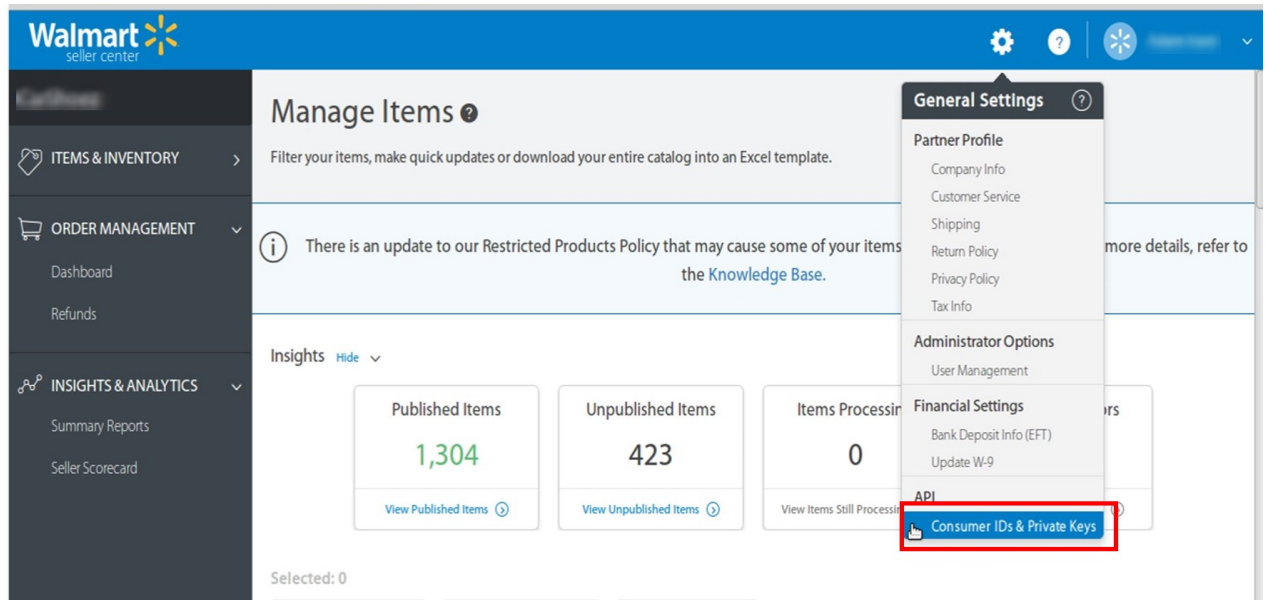 Walmart
seller center
?
ITEMS & INVENTORY
ORDER MANAGEMENT
Dashboard
Refunds
INSIGHTS & ANALYTICS
Summary Reports
Seller Scorecard
Manage Items ?
Filter your items, make quick updates or download your entire catalog into an Excel template.
i There is an update to our Restricted Products Policy that may cause some of your items more details, refer to
the Knowledge Base.
Insights Hide
Published Items
1,304
View Published Items
Unpublished Items
423
View Unpublished Items
Items Processin
0
View Items Still Processin
rs
Selected: 0
General Settings ?
Partner Profile
Company Info
Customer Service
Shipping
Return Policy
Privacy Policy
Tax Info
Administrator Options
User Management
Financial Settings
Bank Deposit Info (EFT)
Update W-9
API
Consumer IDs & Private Keys